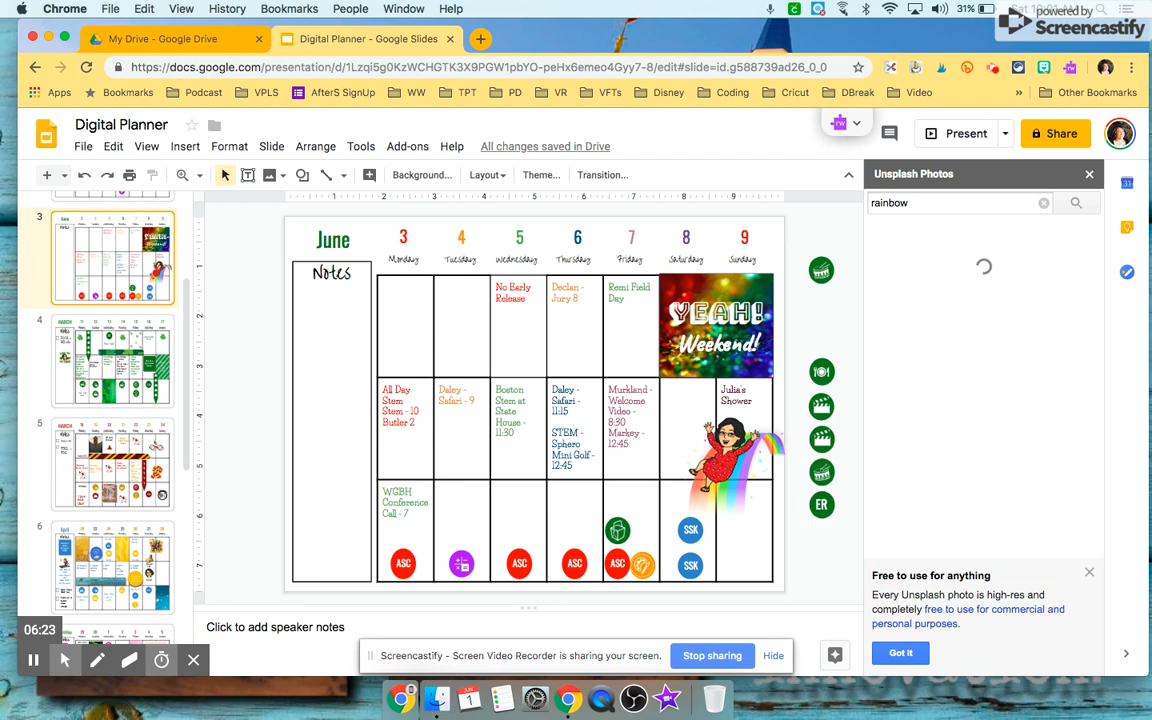 Chrome File Edit View History Bookmarks People Window Help
31%
Sat 10:01 AM
powered by
Screencastify
My Drive - Google Drive
Digital Planner - Google Slides
https://docs.google.com/presentation/d/1Lzqi5g0KzWCHGTK3X9PGW1pbYO-peHx6emeo4Gyy7-8/edit#slide=id.g588739ad26_0_0
Apps Bookmarks Podcast VPLS AfterS SignUp WW TPT PD VR VFTs Disney Coding Cricut DBreak Video » Other Bookmarks
Digital Planner
File Edit View Insert Format Slide Arrange Tools Add-ons Help All changes saved in Drive
Present
Share
Background... Layout Theme... Transition...
Unsplash Photos
rainbow
3
4
5
6
June
3 4 5 6 7 8 9
Monday Tuesday Wednesday Thursday Friday Saturday Sunday
Notes
No Early
Release
Declan -
Jury 8
Remi Field
Day
YEAH!
Weekend!
All Day
Stem
Stem - 10
Butler 2
Daley -
Safari - 9
Boston
Stem at
State
House -
11:30
Daley -
Safari -
11:15
STEM -
Sphero
Mini Golf -
12:45
Murkland -
Welcome
Video -
8:30
Markey -
12:45
Julia's
Shower
WGBH
Conference
Call - 7
SSK
ASC ASC ASC ASC SSK
ER
Free to use for anything
Every Unsplash photo is high-res and
completely free to use for commercial and
personal purposes.
Got it
Click to add speaker notes
06:23
Screencastify - Screen Video Recorder is sharing your screen. Stop sharing Hide